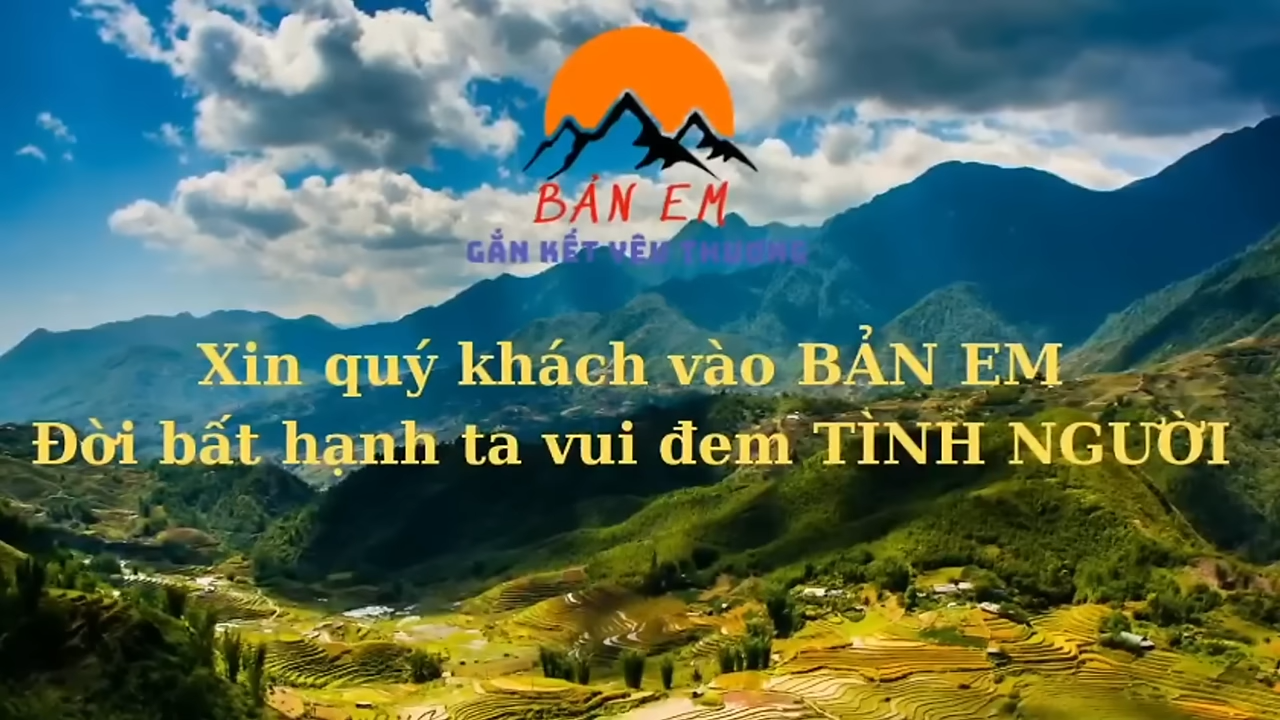 BẢN EM
GẮN KẾT YÊU THƯƠNG
Xin quý khách vào BẢN EM
Đời bất hạnh ta vui đem TÌNH NGƯỜI